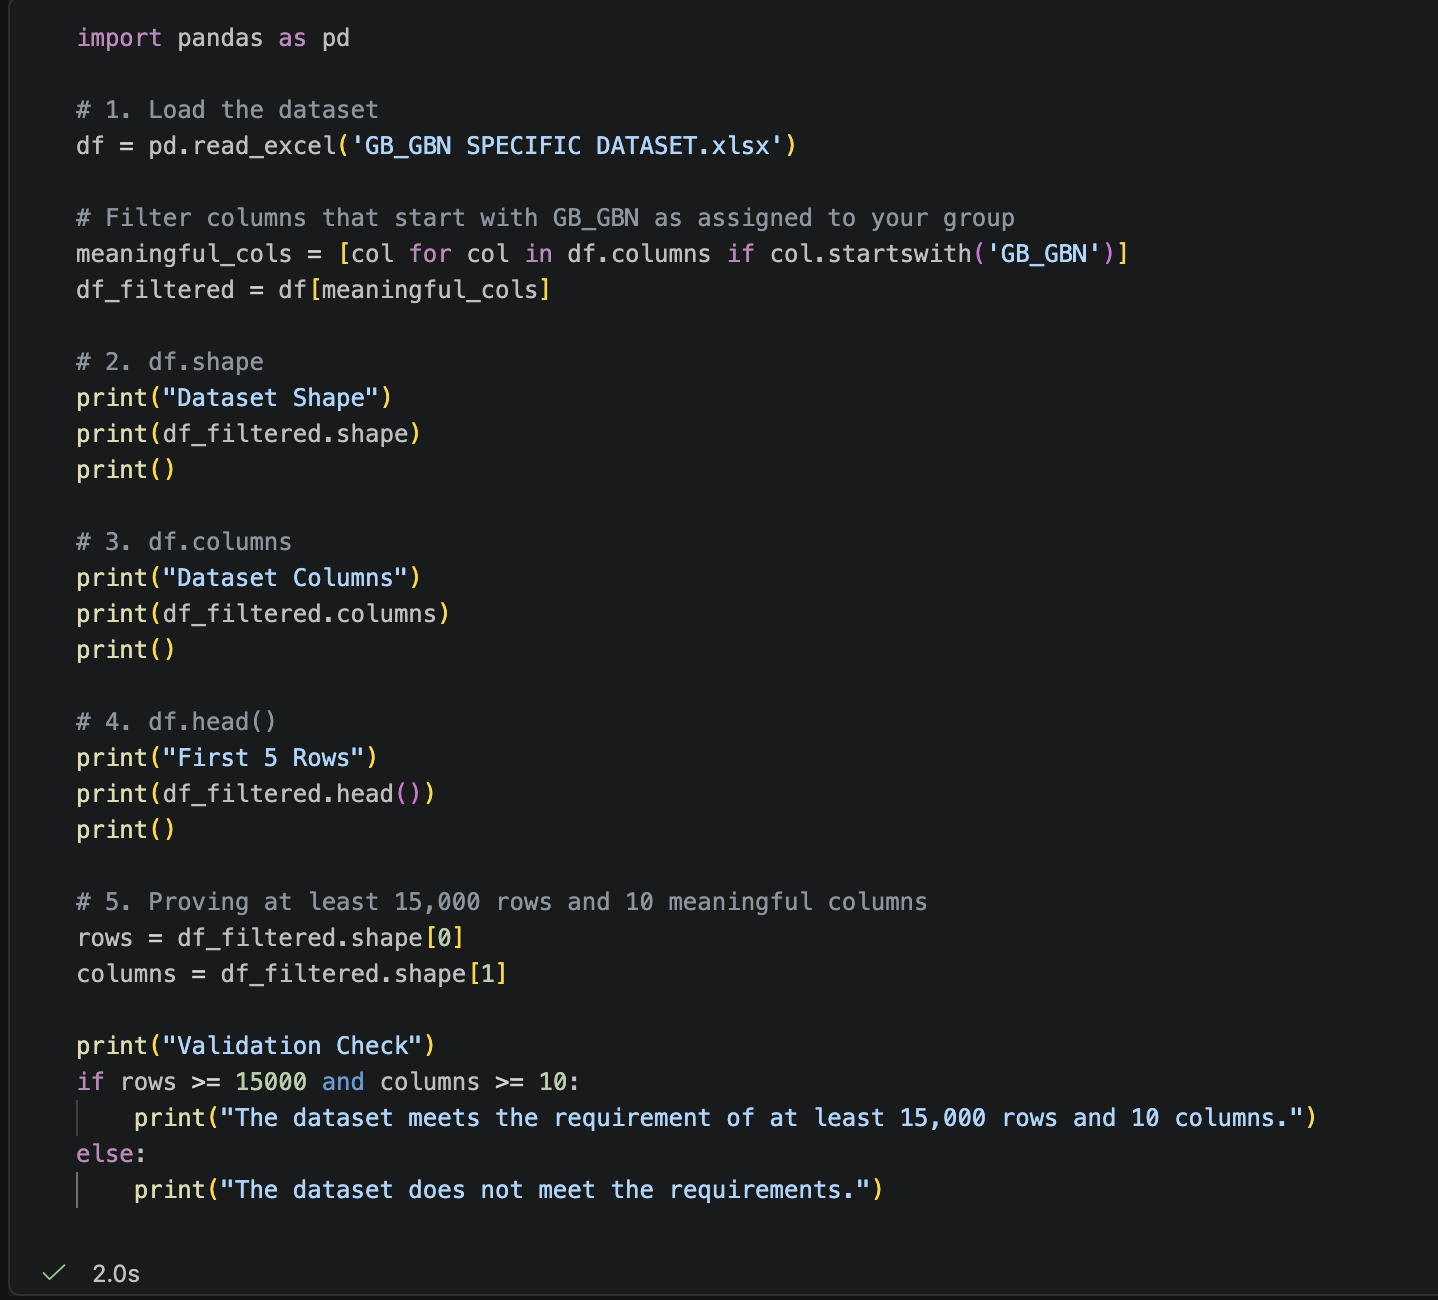 import pandas as pd
# 1. Load the dataset
df = pd.read_excel('GB_GBN SPECIFIC DATASET.xlsx')
# Filter columns that start with GB_GBN as assigned to your group
meaningful_cols = [col for col in df.columns if col.startswith('GB_GBN')]
df_filtered = df[meaningful_cols]
# 2. df.shape
print("Dataset Shape")
print(df_filtered.shape)
print()
# 3. df.columns
print("Dataset Columns")
print(df_filtered.columns)
print()
# 4. df.head()
print("First 5 Rows")
print(df_filtered.head())
print()
# 5. Proving at least 15,000 rows and 10 meaningful columns
rows = df_filtered.shape[0]
columns = df_filtered.shape[1]
print("Validation Check")
if rows >= 15000 and columns >= 10:
    print("The dataset meets the requirement of at least 15,000 rows and 10 columns.")
else:
    print("The dataset does not meet the requirements.")
2.0s